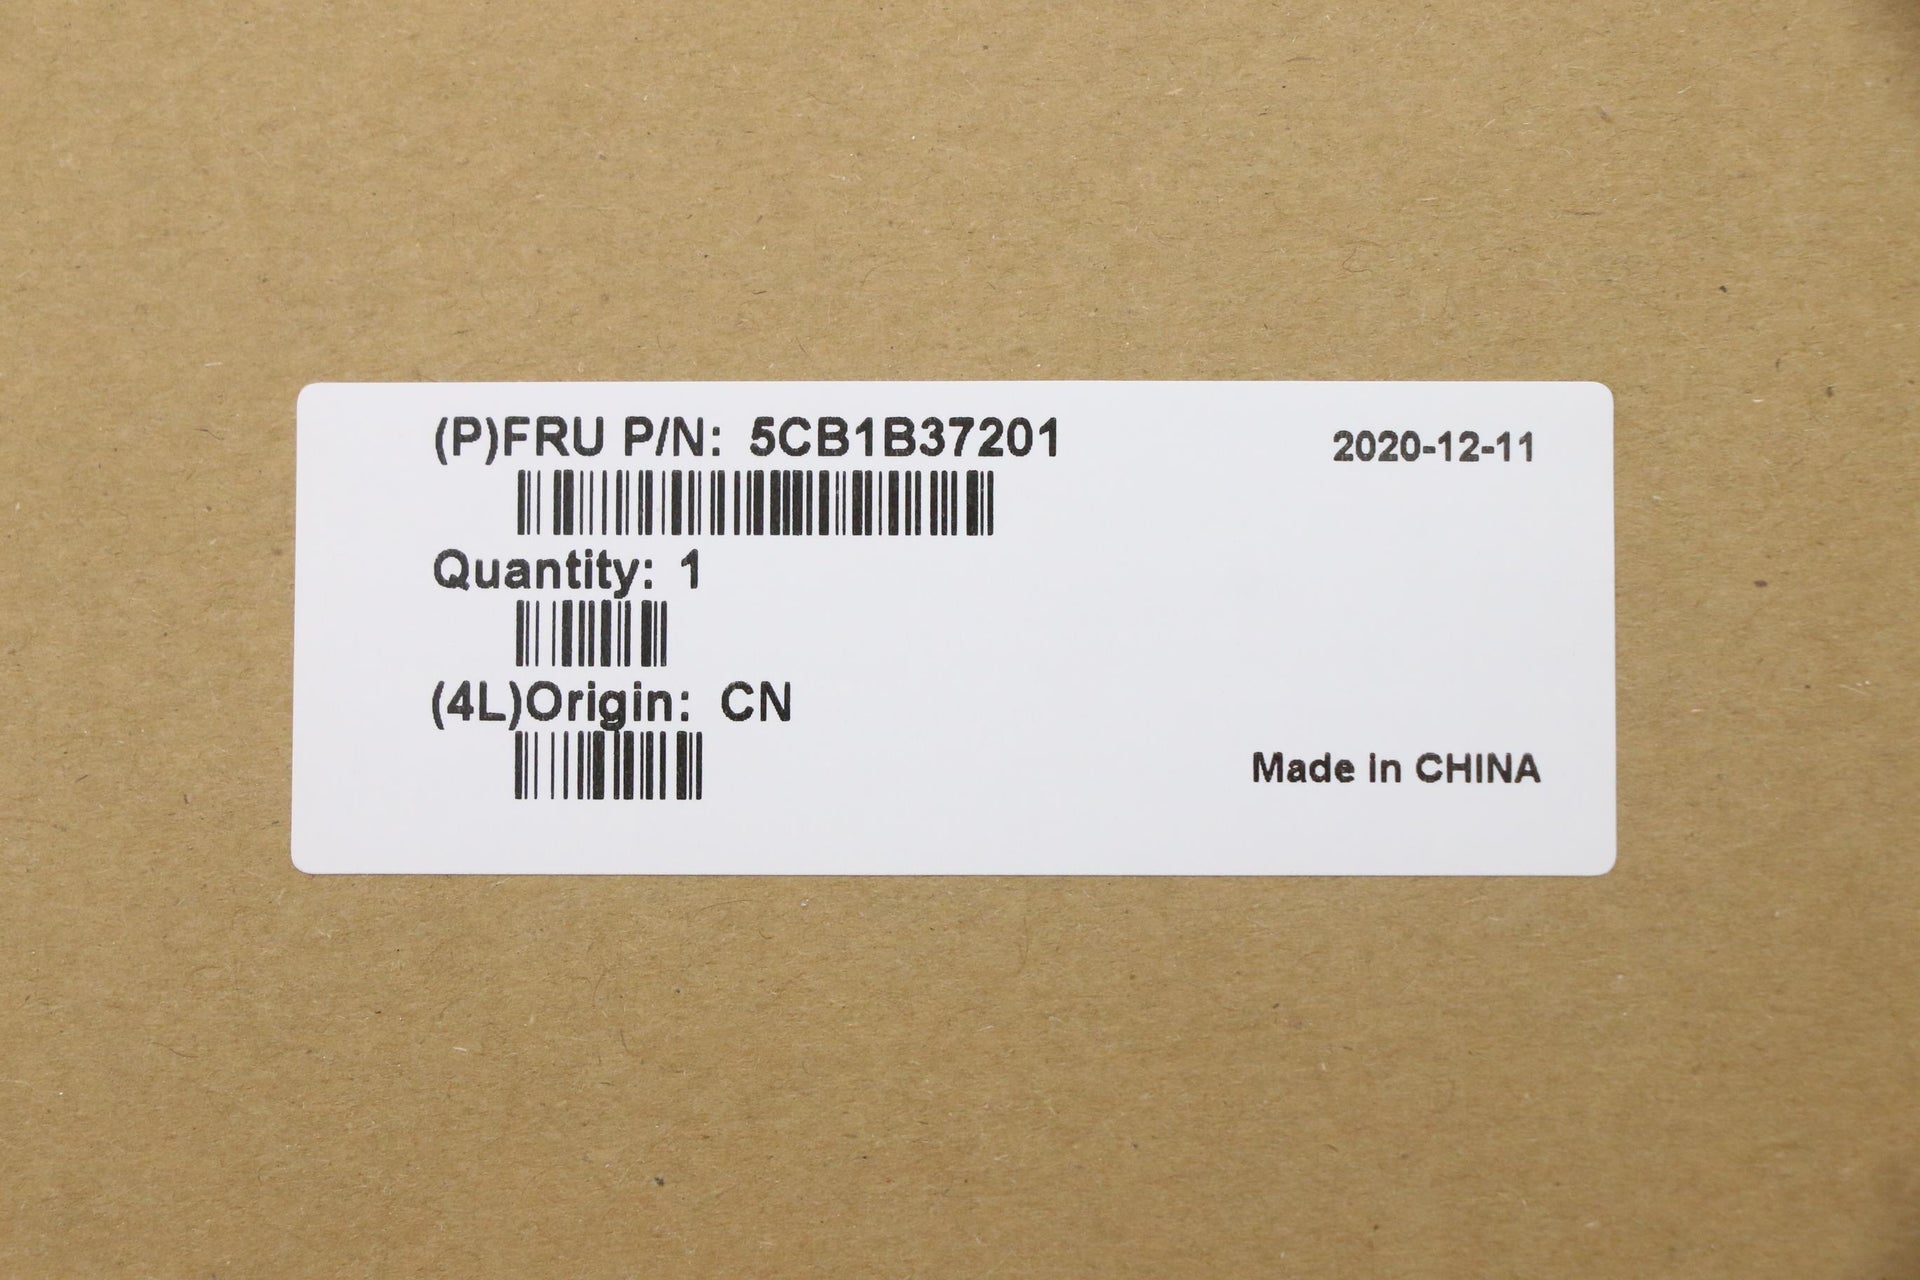 (P)FRU P/N: 5CB1B37201
2020-12-11
Quantity: 1
(4L)Origin: CN
Made in CHINA